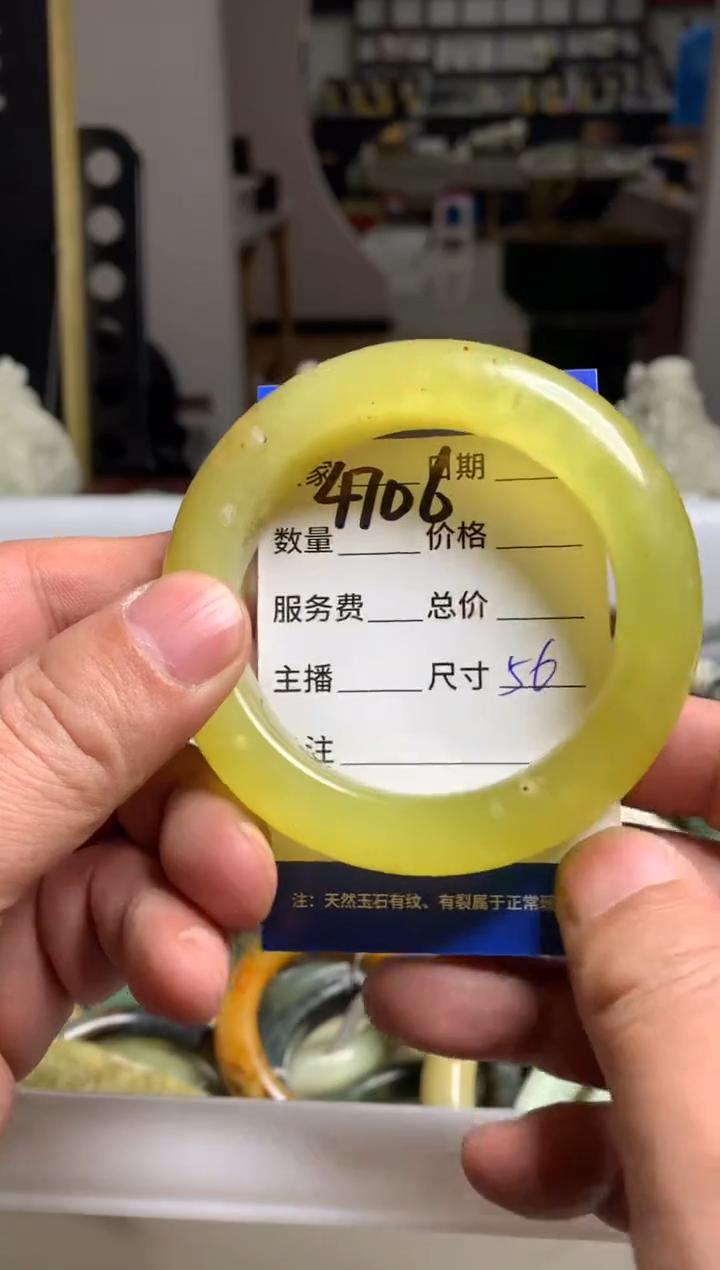 家 日期
4706
数量 价格
服务费 总价
主播 尺寸 56
注
注：天然玉石有纹、有裂属于正常